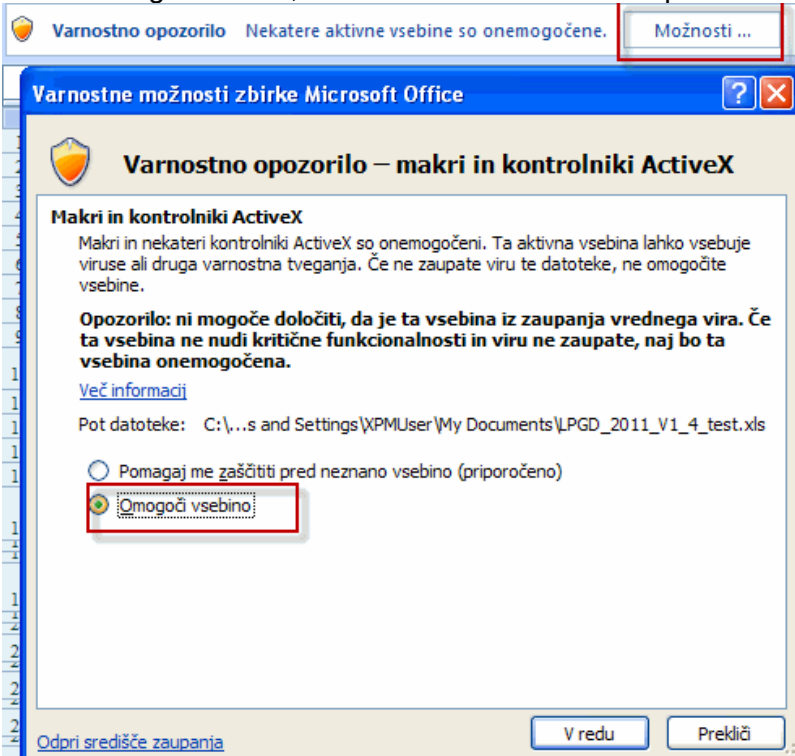 Varnostno opozorilo Nekatere aktivne vsebine so onemogočene. Možnosti ...
Varnostne možnosti zbirke Microsoft Office
Varnostno opozorilo – makri in kontrolniki ActiveX
Makri in kontrolniki ActiveX
Makri in nekateri kontrolniki ActiveX so onemogočeni. Ta aktivna vsebina lahko vsebuje
viruse ali druga varnostna tveganja. Če ne zaupate viru te datoteke, ne omogočite
vsebine.
Opozorilo: ni mogoče določiti, da je ta vsebina iz zaupanja vrednega vira. Če
ta vsebina ne nudi kritične funkcionalnosti in viru ne zaupate, naj bo ta
vsebina onemogočena.
Več informacij
Pot datoteke: C:\...s and Settings\XPMUser\My Documents\LPGD_2011_V1_4_test.xls
Pomagaj me zaščititi pred neznano vsebino (priporočeno)
Omogoči vsebino
Odpri središče zaupanja V redu Prekliči